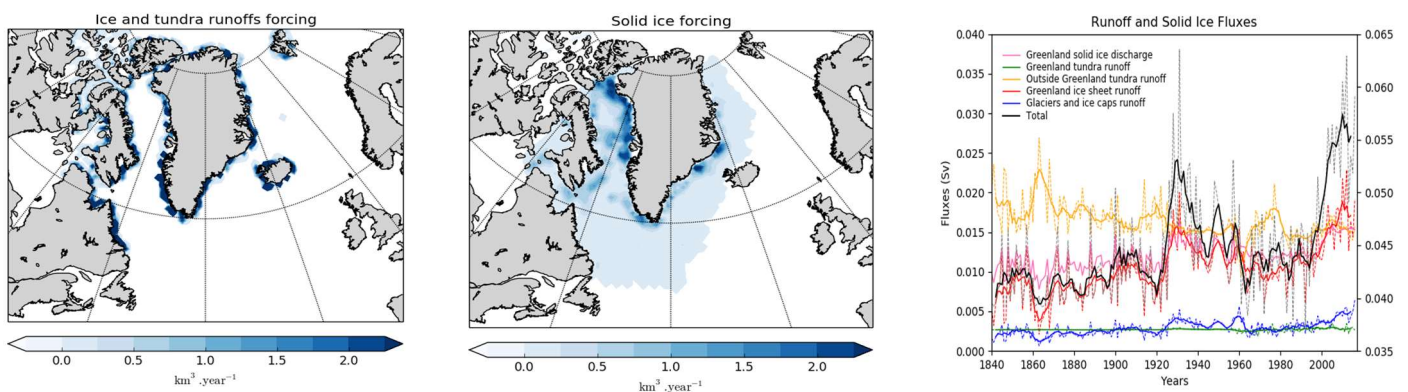 Ice and tundra runoffs forcing
0.0 0.5 1.0 1.5 2.0
km³ .year⁻¹
Solid ice forcing
0.0 0.5 1.0 1.5 2.0
km³ .year⁻¹
Runoff and Solid Ice Fluxes
Greenland solid ice discharge
Greenland tundra runoff
Outside Greenland tundra runoff
Greenland ice sheet runoff
Glaciers and ice caps runoff
Total
Fluxes (Sv)
0.040
0.035
0.030
0.025
0.020
0.015
0.010
0.005
0.000
0.065
0.060
0.055
0.050
0.045
0.040
0.035
1840 1860 1880 1900 1920 1940 1960 1980 2000
Years